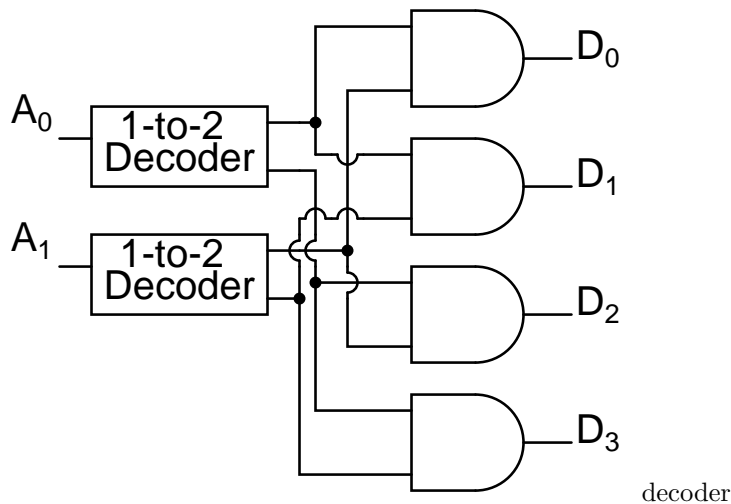 A₀
1-to-2
Decoder
A₁
1-to-2
Decoder
D₀
D₁
D₂
D₃
decoder